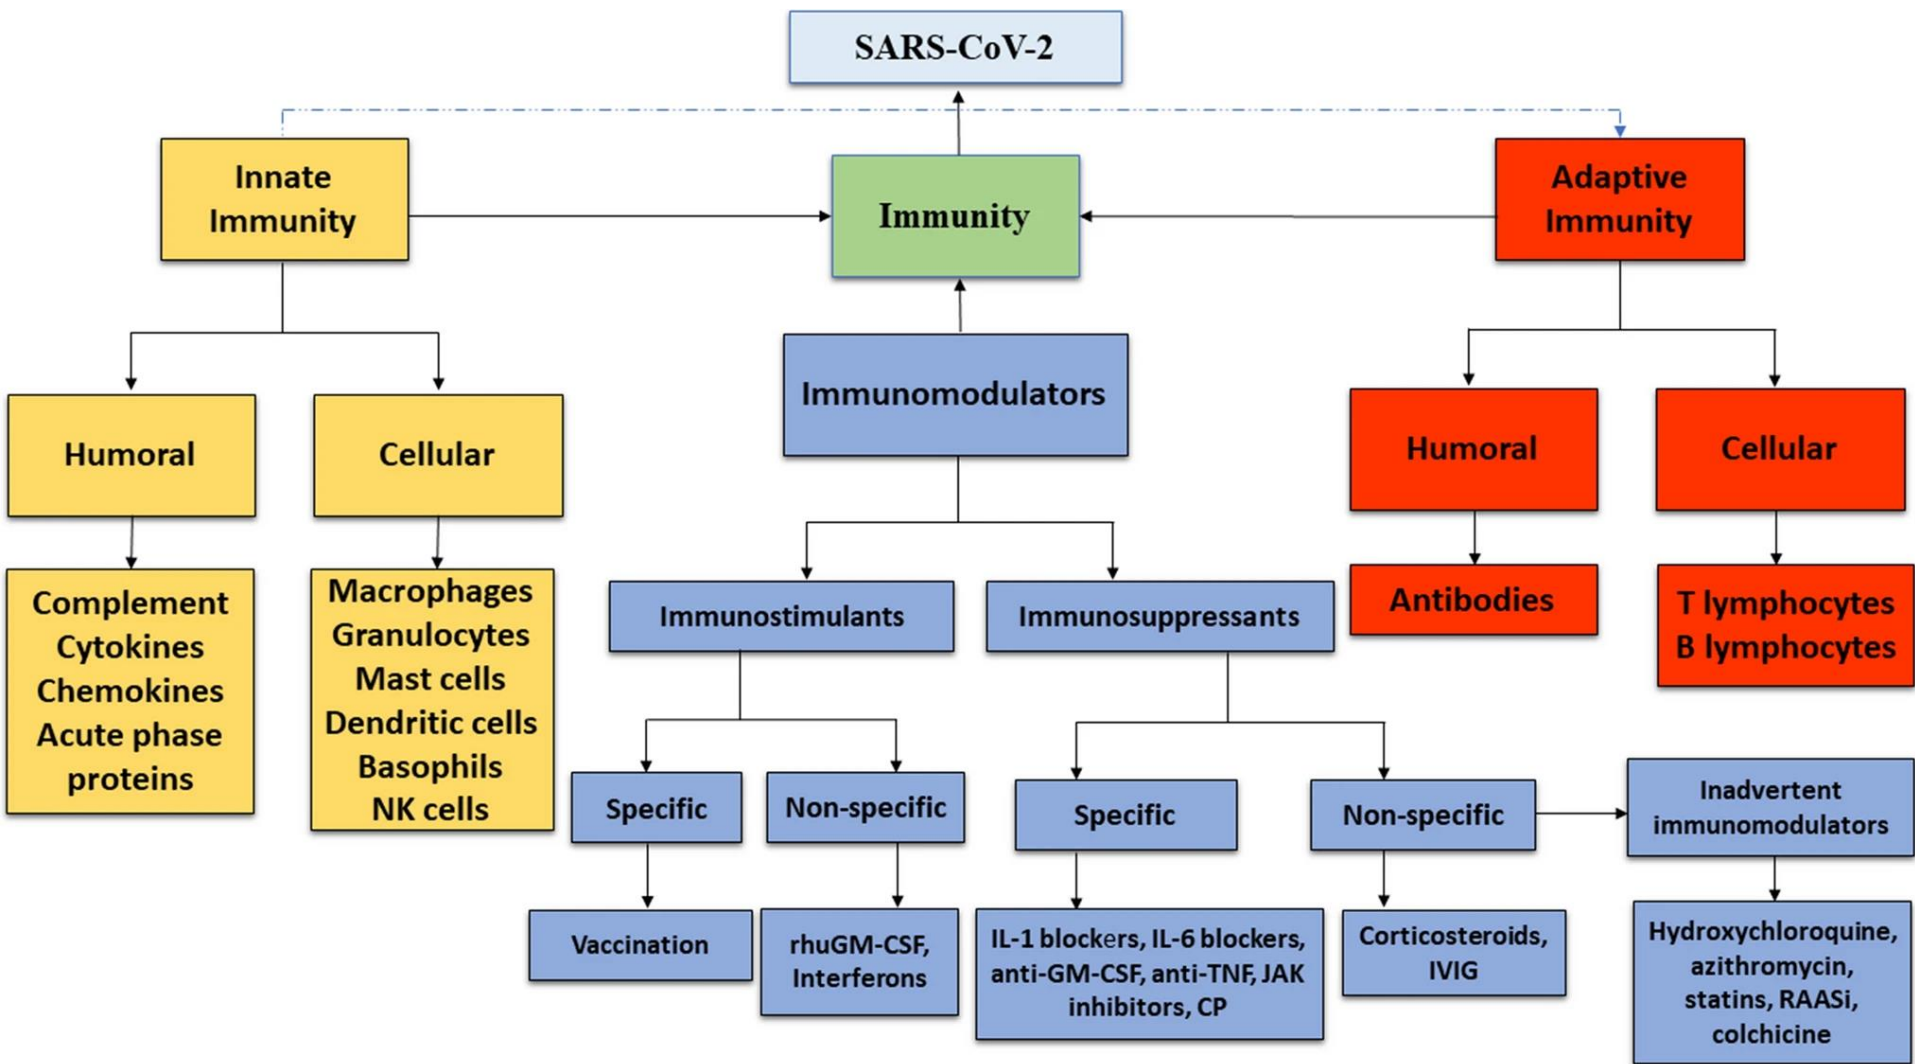 SARS-CoV-2
Innate
Immunity
Immunity
Adaptive
Immunity
Humoral
Cellular
Immunomodulators
Humoral
Cellular
Complement
Cytokines
Chemokines
Acute phase
proteins
Macrophages
Granulocytes
Mast cells
Dendritic cells
Basophils
NK cells
Immunostimulants
Immunosuppressants
Antibodies
T lymphocytes
B lymphocytes
Specific
Non-specific
Specific
Non-specific
Inadvertent
immunomodulators
Vaccination
rhuGM-CSF,
Interferons
IL-1 blockers, IL-6 blockers,
anti-GM-CSF, anti-TNF, JAK
inhibitors, CP
Corticosteroids,
IVIG
Hydroxychloroquine,
azithromycin,
statins, RAASi,
colchicine